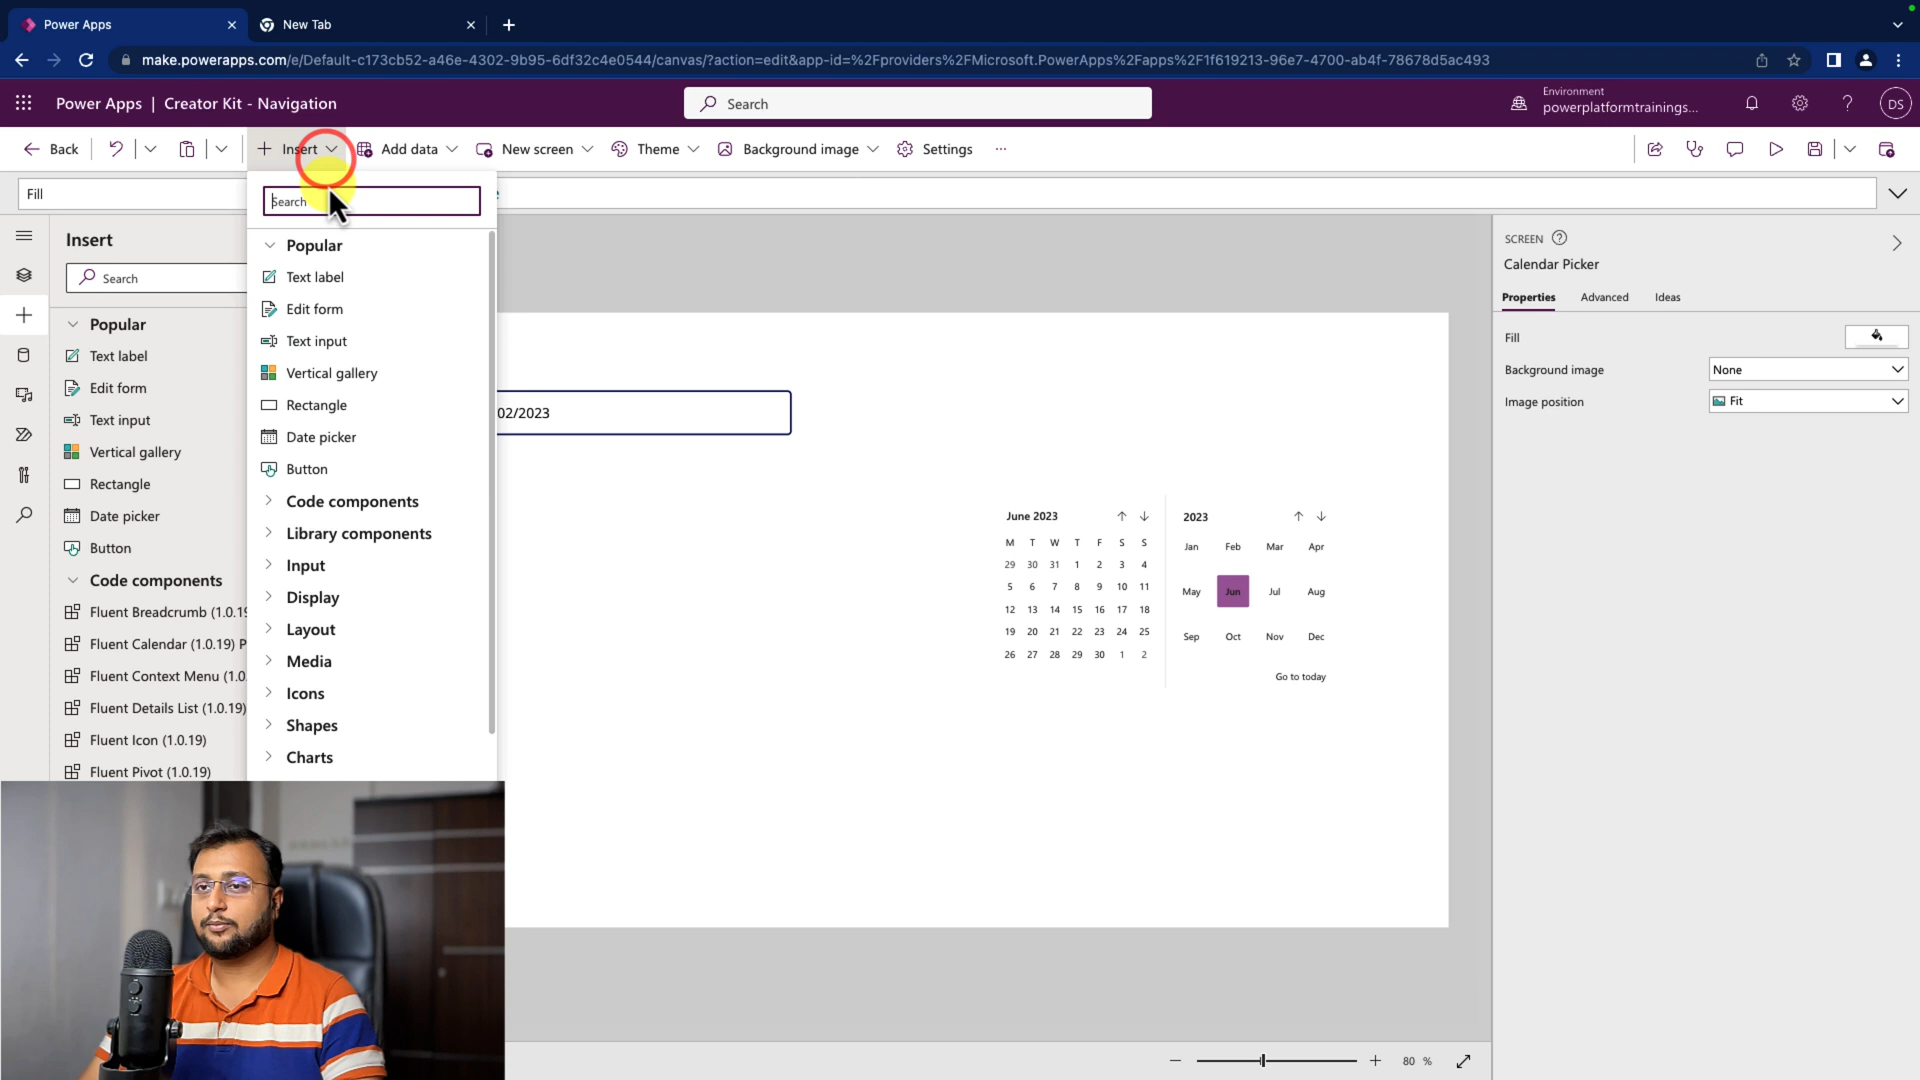 Power Apps
New Tab
make.powerapps.com/e/Default-c173cb52-a46e-4302-9b95-6df32c4e0544/canvas/?action=edit&app-id=%2Fproviders%2FMicrosoft.PowerApps%2Fapps%2F1f619213-96e7-4700-ab4f-78678d5ac493
Power Apps | Creator Kit - Navigation
Search
Environment
powerplatformtrainings...
DS
Back
Insert
Add data
New screen
Theme
Background image
Settings
Fill
Insert
Search
Popular
Text label
Edit form
Text input
Vertical gallery
Rectangle
Date picker
Button
Code components
Fluent Breadcrumb (1.0.19
Fluent Calendar (1.0.19) P
Fluent Context Menu (1.0
Fluent Details List (1.0.19)
Fluent Icon (1.0.19)
Fluent Pivot (1.0.19)
Search
Popular
Text label
Edit form
Text input
Vertical gallery
Rectangle
Date picker
Button
Code components
Library components
Input
Display
Layout
Media
Icons
Shapes
Charts
02/2023
June 2023
M T W T F S S
29 30 31 1 2 3 4
5 6 7 8 9 10 11
12 13 14 15 16 17 18
19 20 21 22 23 24 25
26 27 28 29 30 1 2
2023
Jan Feb Mar Apr
May Jun Jul Aug
Sep Oct Nov Dec
Go to today
SCREEN
Calendar Picker
Properties
Advanced
Ideas
Fill
Background image
None
Image position
Fit
80 %